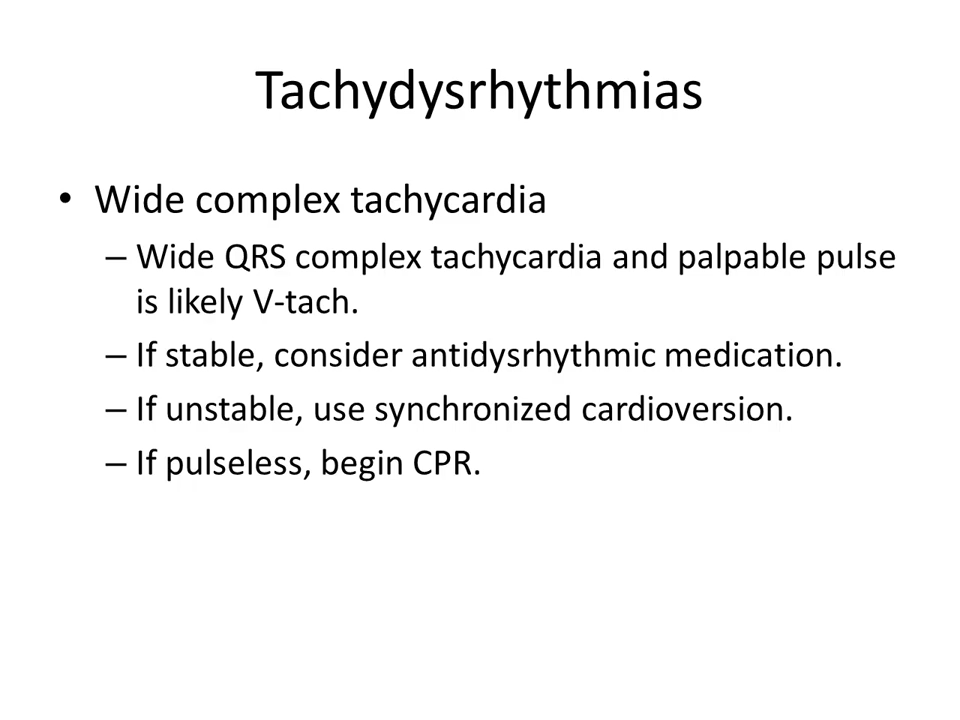 Tachydysrhythmias
• Wide complex tachycardia
– Wide QRS complex tachycardia and palpable pulse
is likely V-tach.
– If stable, consider antidysrhythmic medication.
– If unstable, use synchronized cardioversion.
– If pulseless, begin CPR.